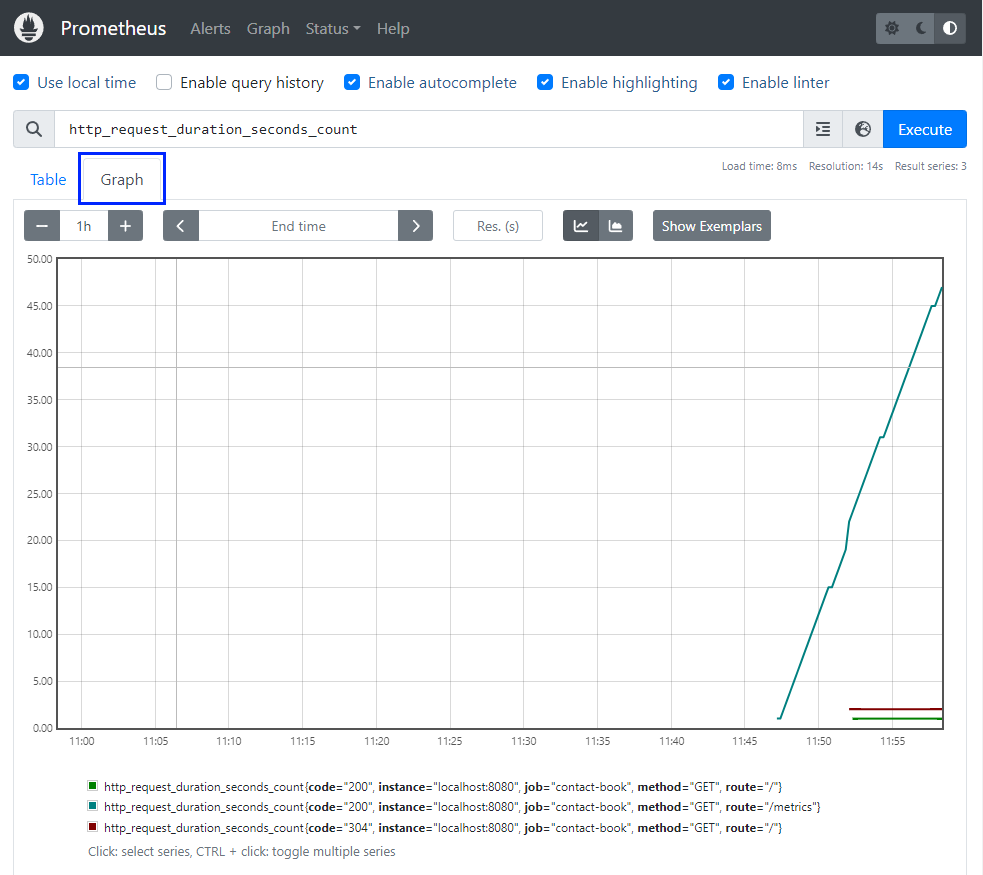 Prometheus Alerts Graph Status Help
Use local time Enable query history Enable autocomplete Enable highlighting Enable linter
http_request_duration_seconds_count Execute
Load time: 8ms Resolution: 14s Result series: 3
Table Graph
1h End time Res. (s) Show Exemplars
50.00
45.00
40.00
35.00
30.00
25.00
20.00
15.00
10.00
5.00
0.00
11:00 11:05 11:10 11:15 11:20 11:25 11:30 11:35 11:40 11:45 11:50 11:55
http_request_duration_seconds_count{code="200", instance="localhost:8080", job="contact-book", method="GET", route="/"}
http_request_duration_seconds_count{code="200", instance="localhost:8080", job="contact-book", method="GET", route="/metrics"}
http_request_duration_seconds_count{code="304", instance="localhost:8080", job="contact-book", method="GET", route="/"}
Click: select series, CTRL + click: toggle multiple series